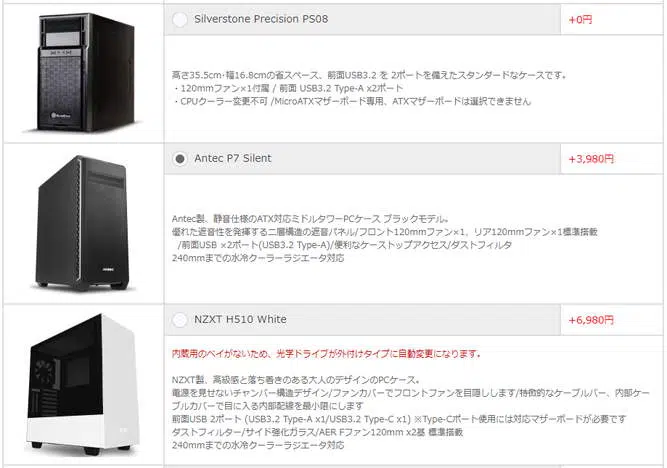 Silverstone Precision PS08
+0円
高さ35.5cm･幅16.8cmの省スペース、前面USB3.2 を 2ポートを備えたスタンダードなケースです。
・120mmファン×1付属 / 前面 USB3.2 Type-A x2ポート
・CPUクーラー変更不可 /MicroATXマザーボード専用、ATXマザーボードは選択できません
Antec P7 Silent
+3,980円
Antec製、静音仕様のATX対応ミドルタワーPCケース ブラックモデル。
優れた遮音性を発揮する二層構造の遮音パネル/フロント120mmファン×1、リア120mmファン×1標準搭載
/前面USB ×2ポート(USB3.2 Type-A)/便利なケーストップアクセス/ダストフィルタ
240mmまでの水冷クーラーラジエータ対応
NZXT H510 White
+6,980円
内蔵用のベイがないため、光学ドライブが外付けタイプに自動変更になります。
NZXT製、高級感と落ち着きのある大人のデザインのPCケース。
電源を見せないチャンバー構造デザイン/ファンカバーでフロントファンを目隠しします/特徴的なケーブルバー、内部ケー
ブルカバーで目に入る内部配線を最小限にします
前面USB 2ポート (USB3.2 Type-A x1/USB3.2 Type-C x1) ※Type-Cポート使用には対応マザーボードが必要です
ダストフィルター/サイド強化ガラス/AER Fファン120mm x2基 標準搭載
240mmまでの水冷クーラーラジエータ対応